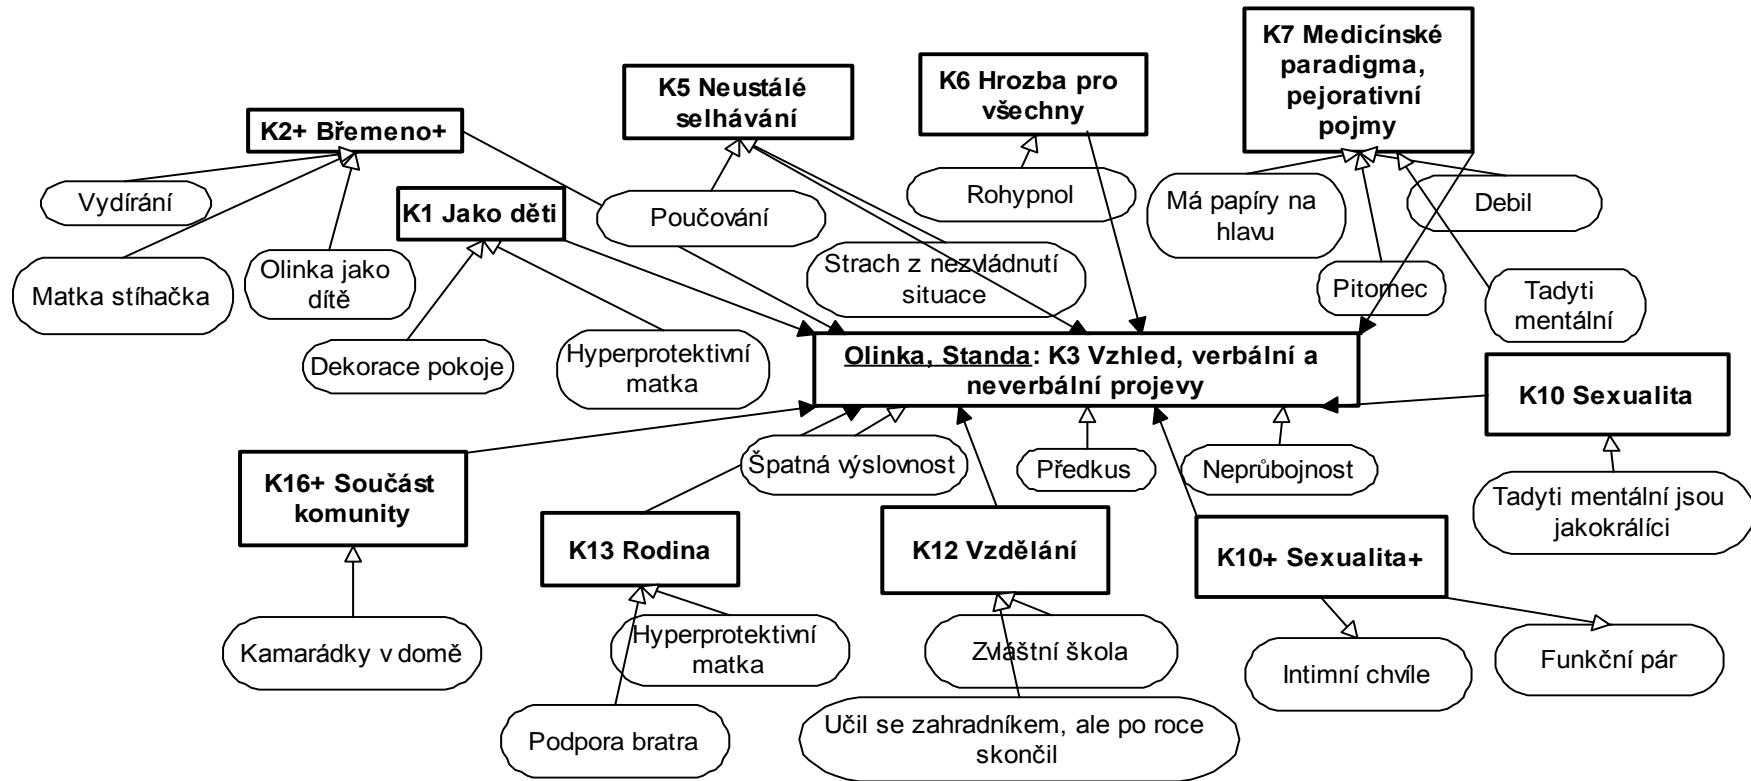 K7 Medicínské
paradigma,
pejorativní
pojmy
K5 Neustálé
selhávání
K6 Hrozba pro
všechny
K2+ Břemeno+
Vydírání
K1 Jako děti
Poučování
Rohypnol
Má papíry na
hlavu
Debil
Matka stíhačka
Olinka jako
dítě
Strach z nezvládnutí
situace
Pitomec
Tadyti
mentální
Dekorace pokoje
Hyperprotektivní
matka
Olinka, Standa: K3 Vzhled, verbální a
neverbální projevy
K10 Sexualita
Špatná výslovnost
Předkus
Neprůbojnost
K16+ Součást
komunity
Tadyti mentální jsou
jakokrálíci
K13 Rodina
K12 Vzdělání
K10+ Sexualita+
Kamarádky v domě
Hyperprotektivní
matka
Zvláštní škola
Intimní chvíle
Funkční pár
Podpora bratra
Učil se zahradníkem, ale po roce
skončil